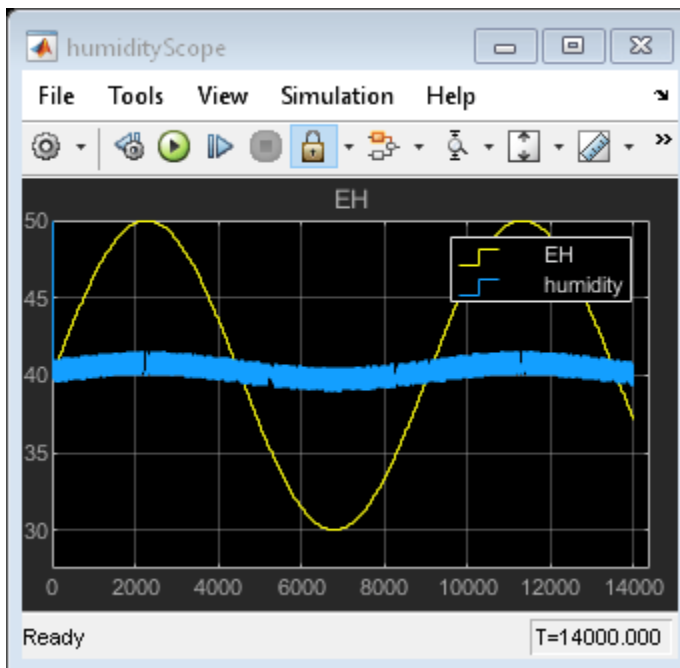 humidityScope
File Tools View Simulation Help
EH
50
45
40
35
30
EH
humidity
0 2000 4000 6000 8000 10000 12000 14000
Ready T=14000.000